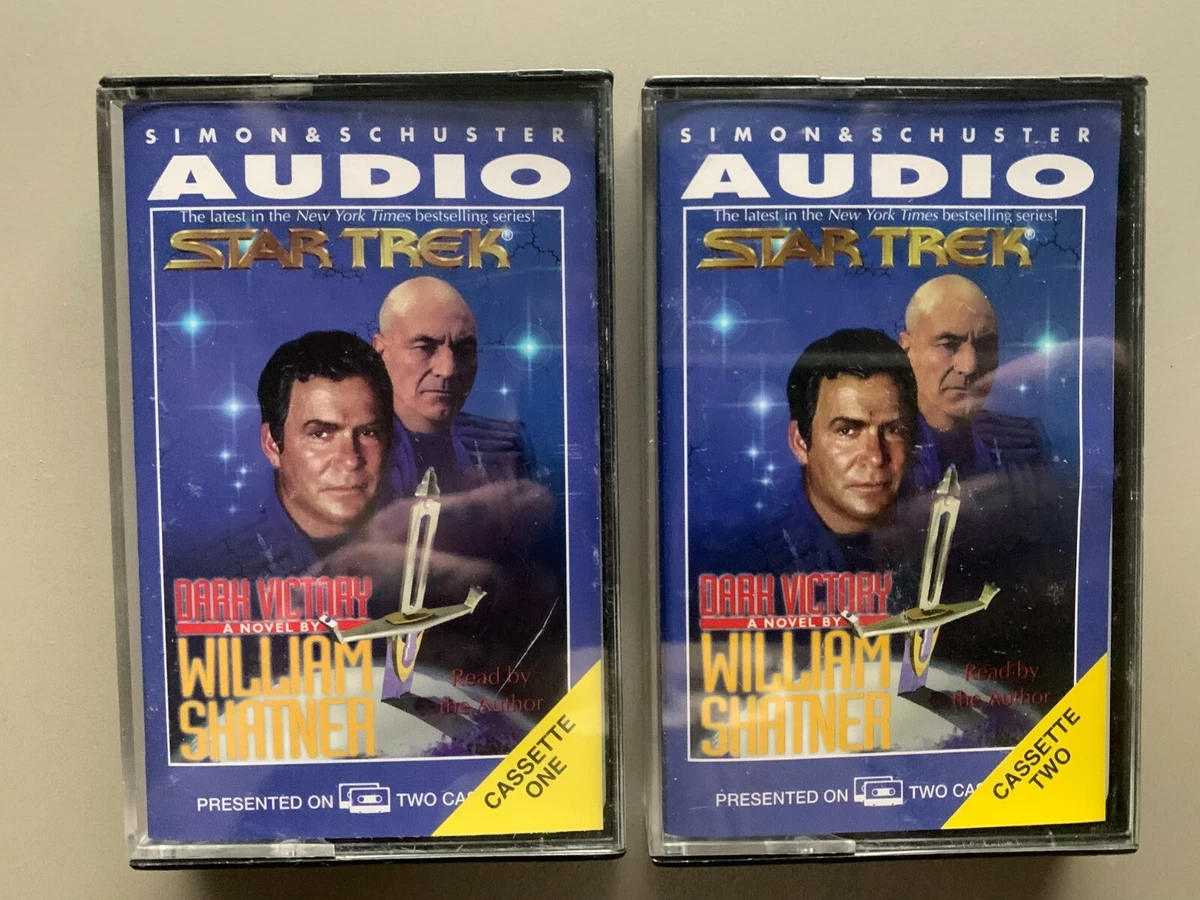 SIMON & SCHUSTER
AUDIO
The latest in the New York Times bestselling series!
STAR TREK®
DARK VICTORY
A NOVEL BY
WILLIAM
SHATNER
Read by
the Author
PRESENTED ON TWO CAS
CASSETTE
ONE
SIMON & SCHUSTER
AUDIO
The latest in the New York Times bestselling series!
STAR TREK®
DARK VICTORY
A NOVEL BY
WILLIAM
SHATNER
Read by
the Author
PRESENTED ON TWO CAS
CASSETTE
TWO